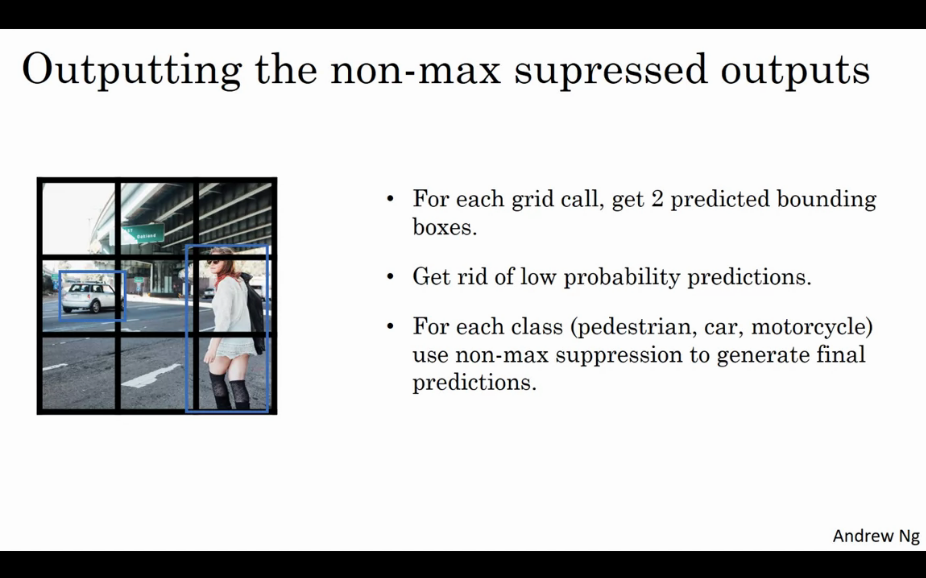 Outputting the non-max supressed outputs
• For each grid call, get 2 predicted bounding
boxes.
• Get rid of low probability predictions.
• For each class (pedestrian, car, motorcycle)
use non-max suppression to generate final
predictions.
Oakland
Andrew Ng